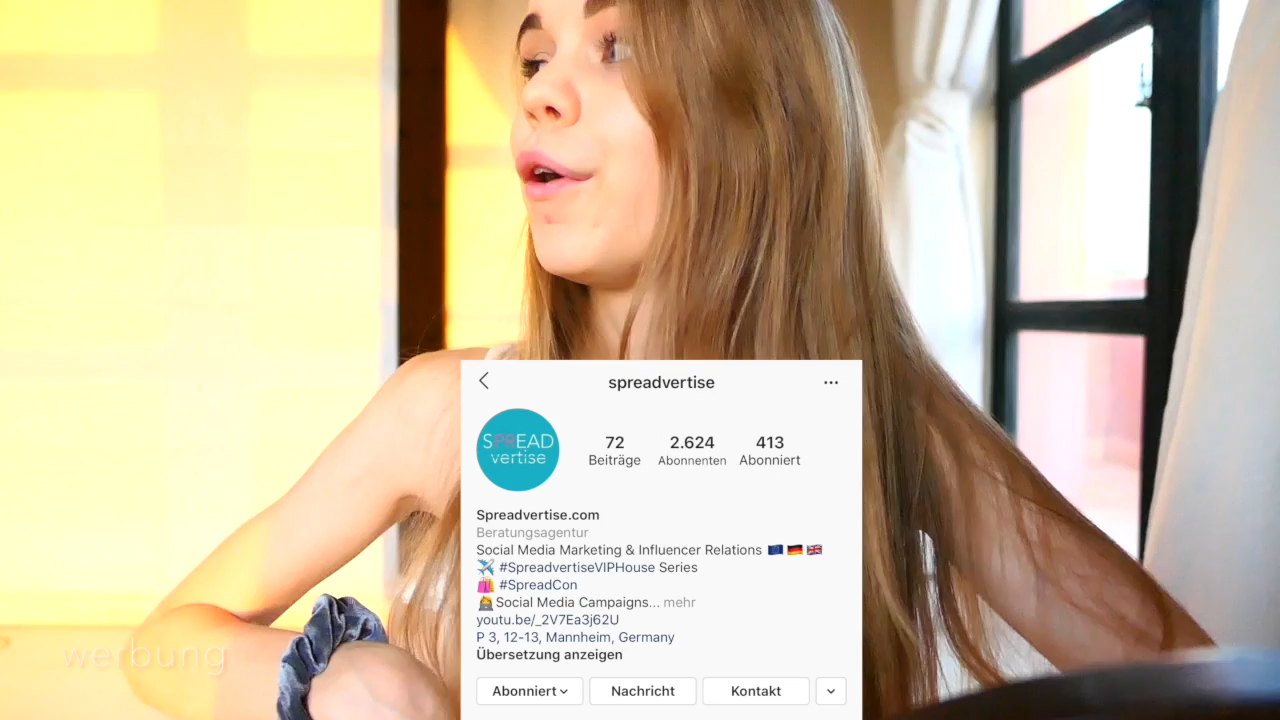 spreadvertise
SPREAD
vertise
72 2.624 413
Beiträge Abonnenten Abonniert
Spreadvertise.com
Beratungsagentur
Social Media Marketing & Influencer Relations
#SpreadvertiseVIPHouse Series
#SpreadCon
Social Media Campaigns... mehr
youtu.be/_2V7Ea3j62U
P 3, 12-13, Mannheim, Germany
Übersetzung anzeigen
Abonniert Nachricht Kontakt
werbung